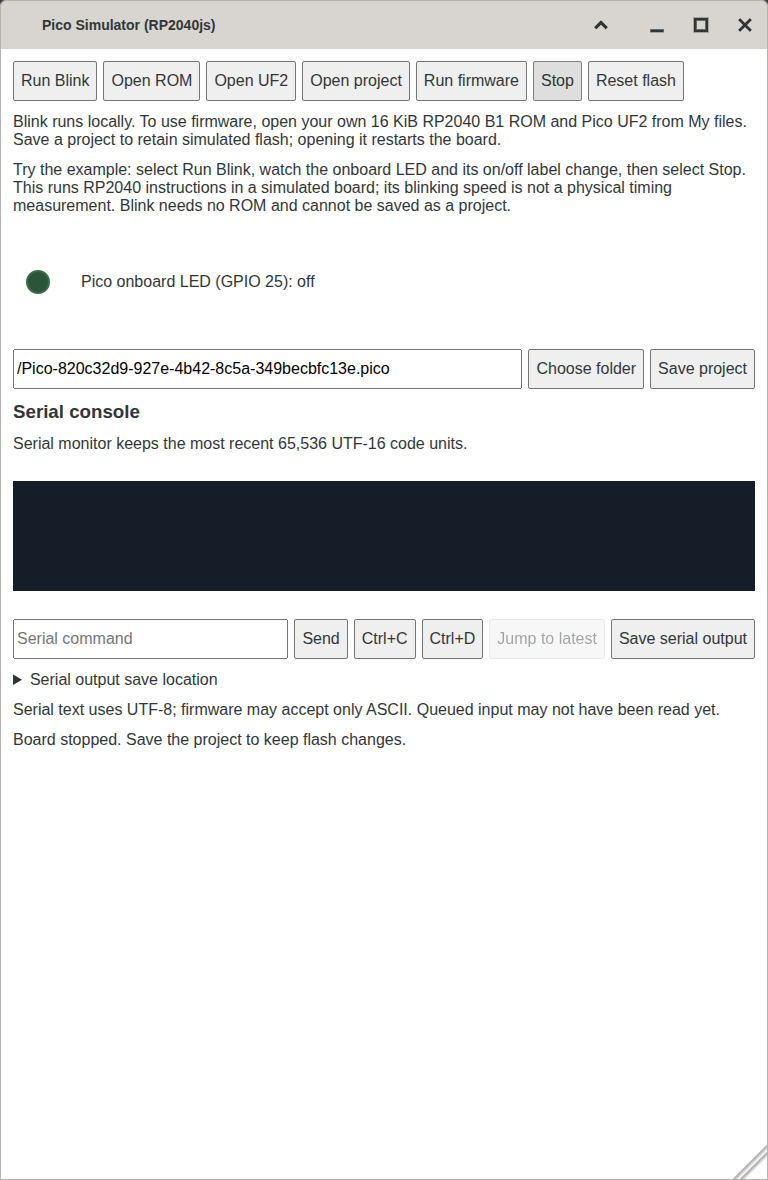 Pico Simulator (RP2040js)
Run Blink Open ROM Open UF2 Open project Run firmware Stop Reset flash
Blink runs locally. To use firmware, open your own 16 KiB RP2040 B1 ROM and Pico UF2 from My files.
Save a project to retain simulated flash; opening it restarts the board.
Try the example: select Run Blink, watch the onboard LED and its on/off label change, then select Stop.
This runs RP2040 instructions in a simulated board; its blinking speed is not a physical timing
measurement. Blink needs no ROM and cannot be saved as a project.
Pico onboard LED (GPIO 25): off
/Pico-820c32d9-927e-4b42-8c5a-349becbfc13e.pico Choose folder Save project
Serial console
Serial monitor keeps the most recent 65,536 UTF-16 code units.
Serial command Send Ctrl+C Ctrl+D Jump to latest Save serial output
Serial output save location
Serial text uses UTF-8; firmware may accept only ASCII. Queued input may not have been read yet.
Board stopped. Save the project to keep flash changes.